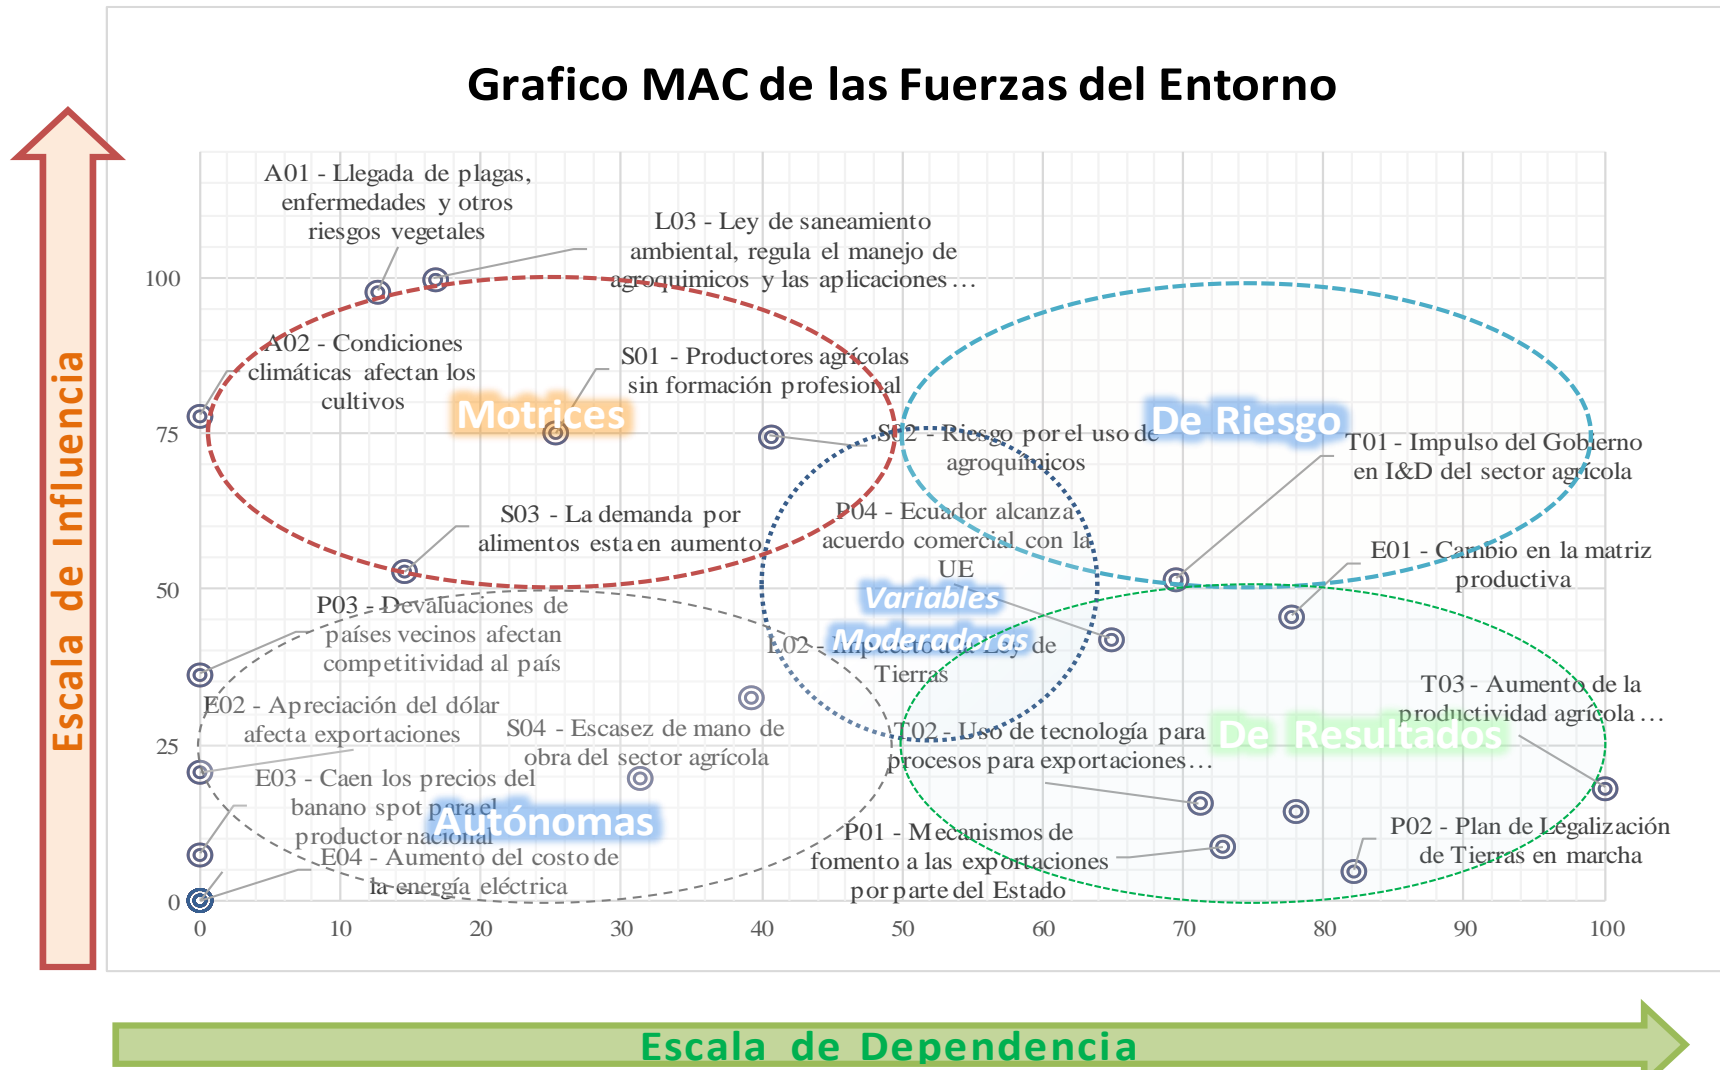 Grafico MAC de las Fuerzas del Entorno
Escala de Influencia
A01 - Llegada de plagas,
enfermedades y otros
riesgos vegetales
L03 - Ley de saneamiento
ambiental, regula el manejo de
agroquimicos y las aplicaciones…
100
A02 - Condiciones
climáticas afectan los
cultivos
S01 - Productores agrícolas
sin formación profesional
Motrices
De Riesgo
75
S02 - Riesgo por el uso de
agroquímicos
T01 - Impulso del Gobierno
en I&D del sector agrícola
S03 - La demanda por
alimentos esta en aumento
P04 - Ecuador alcanza
acuerdo comercial con la
UE
E01 - Cambio en la matriz
productiva
50
Variables
Moderadoras
P03 - Devaluaciones de
países vecinos afectan
competitividad al país
L02 - Impuesto a la Ley de
Tierras
E02 - Apreciación del dólar
afecta exportaciones
S04 - Escasez de mano de
obra del sector agrícola
T03 - Aumento de la
productividad agrícola…
T02 - Uso de tecnología para
procesos para exportaciones…
De Resultados
25
E03 - Caen los precios del
banano spot para el
productor nacional
Autónomas
P01 - Mecanismos de
fomento a las exportaciones
por parte del Estado
P02 - Plan de Legalización
de Tierras en marcha
E04 - Aumento del costo de
la energía eléctrica
0
0 10 20 30 40 50 60 70 80 90 100
Escala de Dependencia